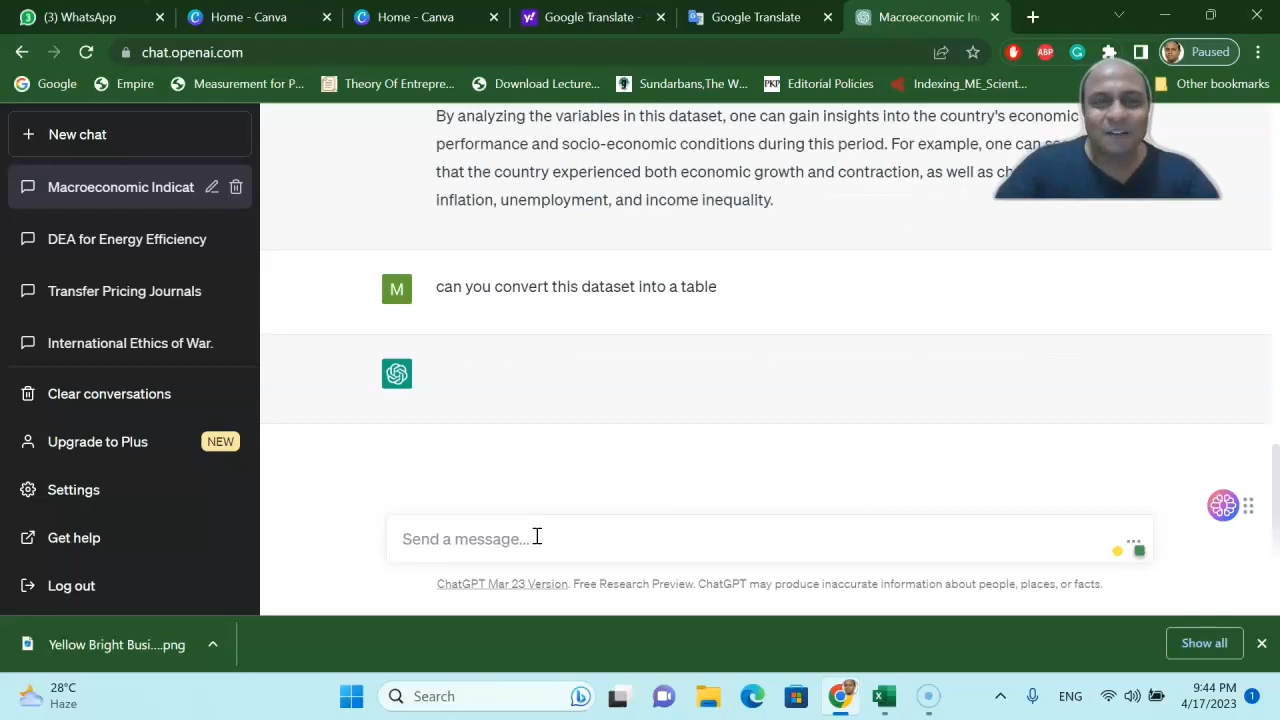 3
WhatsApp
Home - Canva
Home - Canva
Google Translate -
Google Translate
Macroeconomic In
chat.openai.com
ABP
Paused
Google
Empire
Measurement for P...
Theory Of Entrepre...
Download Lecture...
Sundarbans,The W...
PKP
Editorial Policies
Indexing_ME_Scient...
Other bookmarks
New chat
Macroeconomic Indicat
DEA for Energy Efficiency
Transfer Pricing Journals
International Ethics of War.
Clear conversations
Upgrade to Plus
NEW
Settings
Get help
Log out
By analyzing the variables in this dataset, one can gain insights into the country's economic
performance and socio-economic conditions during this period. For example, one can
that the country experienced both economic growth and contraction, as well as
inflation, unemployment, and income inequality.
M
can you convert this dataset into a table
Send a message...
ChatGPT Mar 23 Version. Free Research Preview. ChatGPT may produce inaccurate information about people, places, or facts.
Yellow Bright Busi....png
Show all
28°C
Haze
Search
ENG
9:44 PM
4/17/2023
1